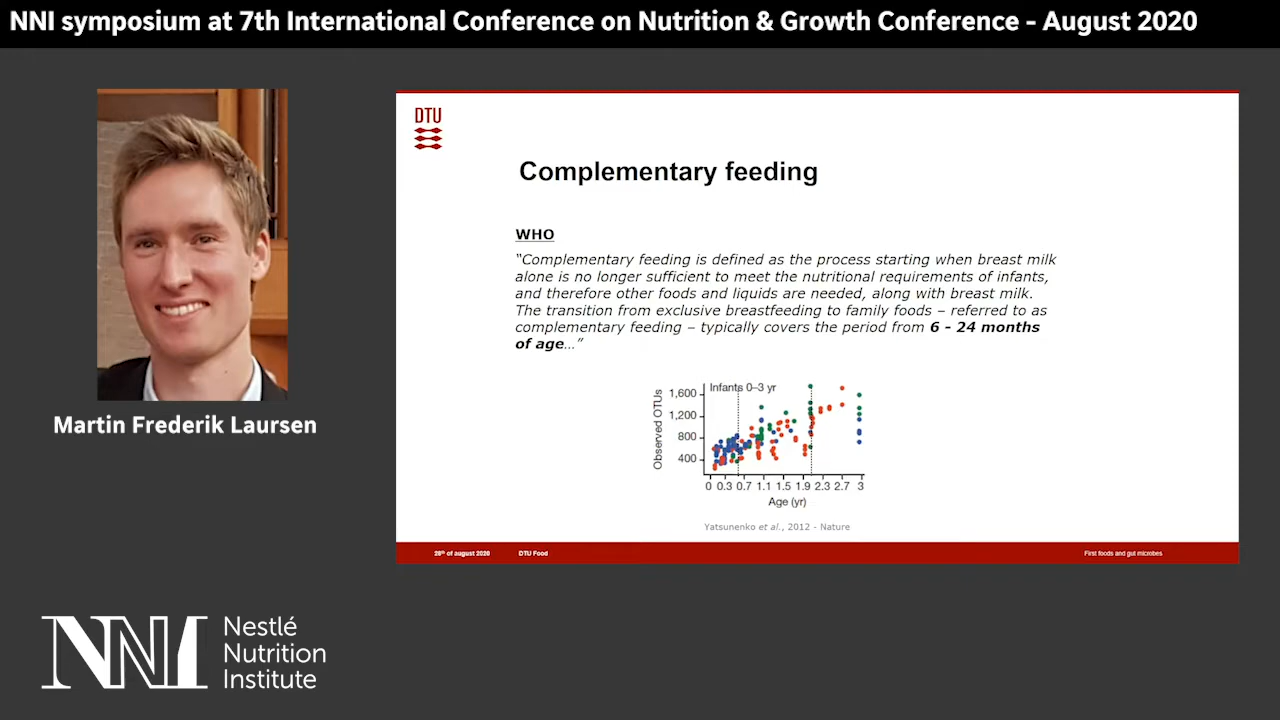 NNI symposium at 7th International Conference on Nutrition & Growth Conference - August 2020
DTU
Complementary feeding
WHO
“Complementary feeding is defined as the process starting when breast milk
alone is no longer sufficient to meet the nutritional requirements of infants,
and therefore other foods and liquids are needed, along with breast milk.
The transition from exclusive breastfeeding to family foods – referred to as
complementary feeding – typically covers the period from 6 - 24 months
of age…”
Infants 0–3 yr
Observed OTUs
1,600
1,200
800
400
0 0.3 0.7 1.1 1.5 1.9 2.3 2.7 3
Age (yr)
Yatsunenko et al., 2012 - Nature
28th of august 2020 DTU Food First foods and gut microbes
Martin Frederik Laursen
NNI
Nestlé
Nutrition
Institute